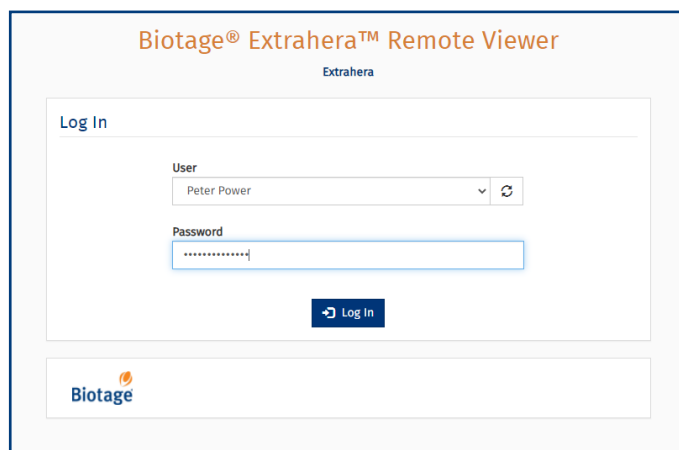 Biotage® Extrahera™ Remote Viewer
Extrahera
Log In
User
Peter Power
Password
••••••••••••••
Log In
Biotage